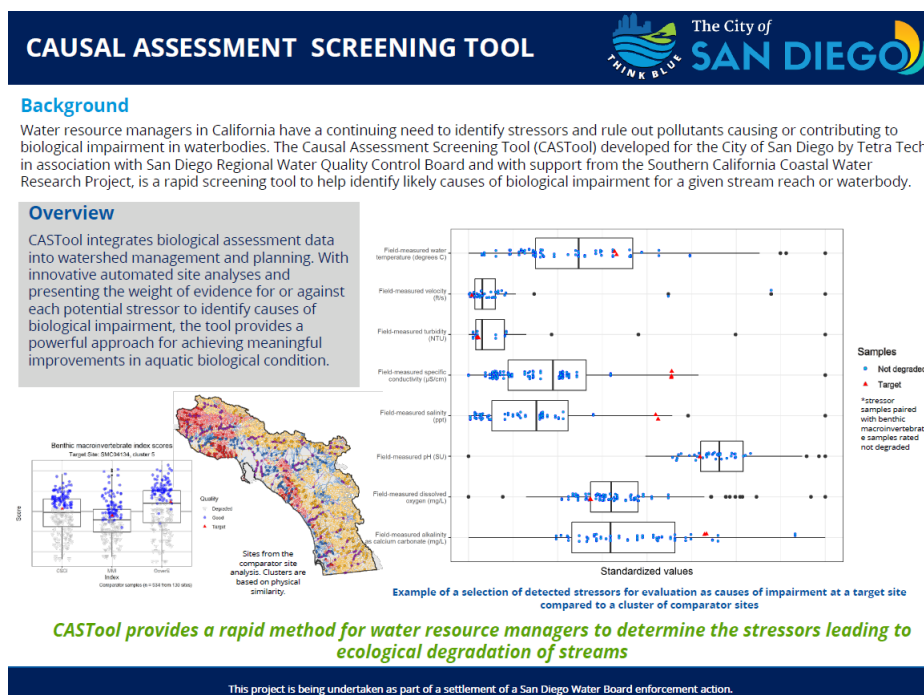 CAUSAL ASSESSMENT SCREENING TOOL
THINK BLUE
The City of
SAN DIEGO
Background
Water resource managers in California have a continuing need to identify stressors and rule out pollutants causing or contributing to
biological impairment in waterbodies. The Causal Assessment Screening Tool (CASTool) developed for the City of San Diego by Tetra Tech
in association with San Diego Regional Water Quality Control Board and with support from the Southern California Coastal Water
Research Project, is a rapid screening tool to help identify likely causes of biological impairment for a given stream reach or waterbody.
Overview
CASTool integrates biological assessment data
into watershed management and planning. With
innovative automated site analyses and
presenting the weight of evidence for or against
each potential stressor to identify causes of
biological impairment, the tool provides a
powerful approach for achieving meaningful
improvements in aquatic biological condition.
Benthic macroinvertebrate index scores
Target Site: SMC04134, cluster 5
Score
CSCI
MMI
OoverE
Index
Quality
Degraded
Good
Target
Comparator samples (n = 634 from 130 sites)
Sites from the
comparator site
analysis. Clusters are
based on physical
similarity.
Field-measured water
temperature (degrees C)
Field-measured velocity
(ft/s)
Field-measured turbidity
(NTU)
Field-measured specific
conductivity (µS/cm)
Field-measured salinity
(ppt)
Field-measured pH (SU)
Field-measured dissolved
oxygen (mg/L)
Field-measured alkalinity
as calcium carbonate (mg/L)
Standardized values
Samples
Not degraded
Target
*stressor
samples paired
with benthic
macroinvertebrat
e samples rated
not degraded
Example of a selection of detected stressors for evaluation as causes of impairment at a target site
compared to a cluster of comparator sites
CASTool provides a rapid method for water resource managers to determine the stressors leading to
ecological degradation of streams
This project is being undertaken as part of a settlement of a San Diego Water Board enforcement action.